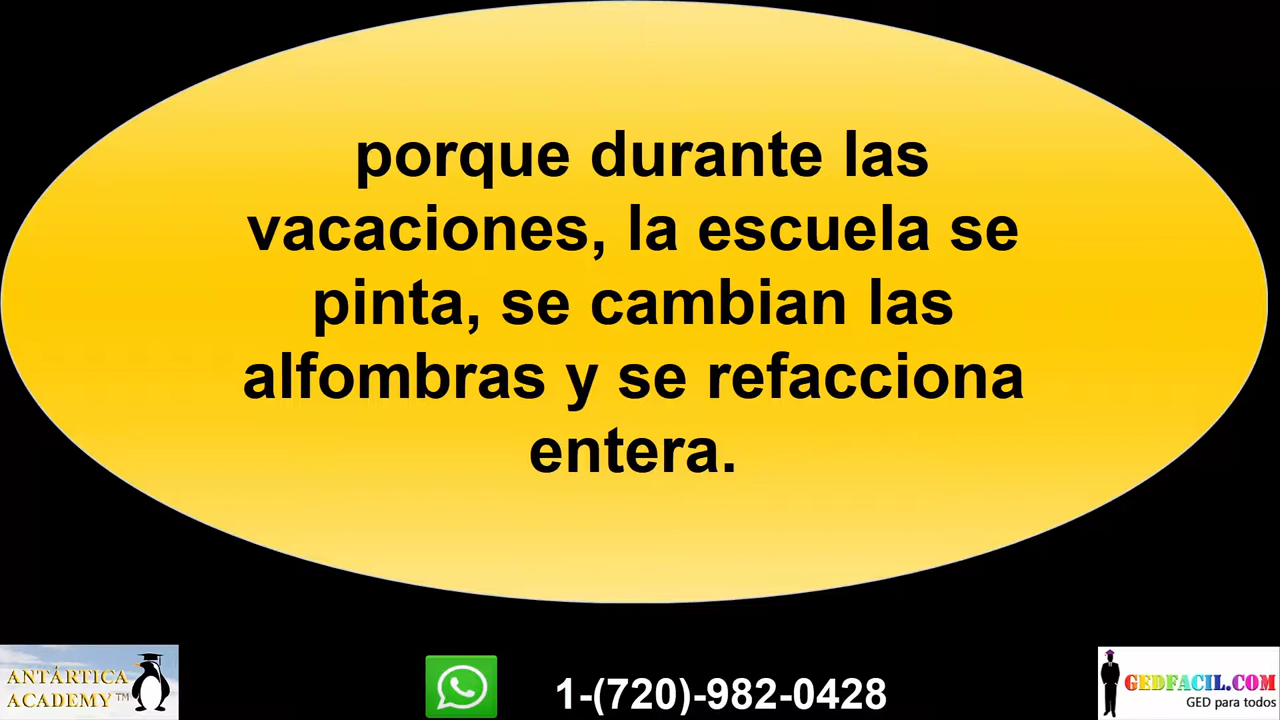 porque durante las
vacaciones, la escuela se
pinta, se cambian las
alfombras y se refacciona
entera.
ANTÁRTICA
ACADEMY™
1-(720)-982-0428
GEDFACIL.COM
GED para todos